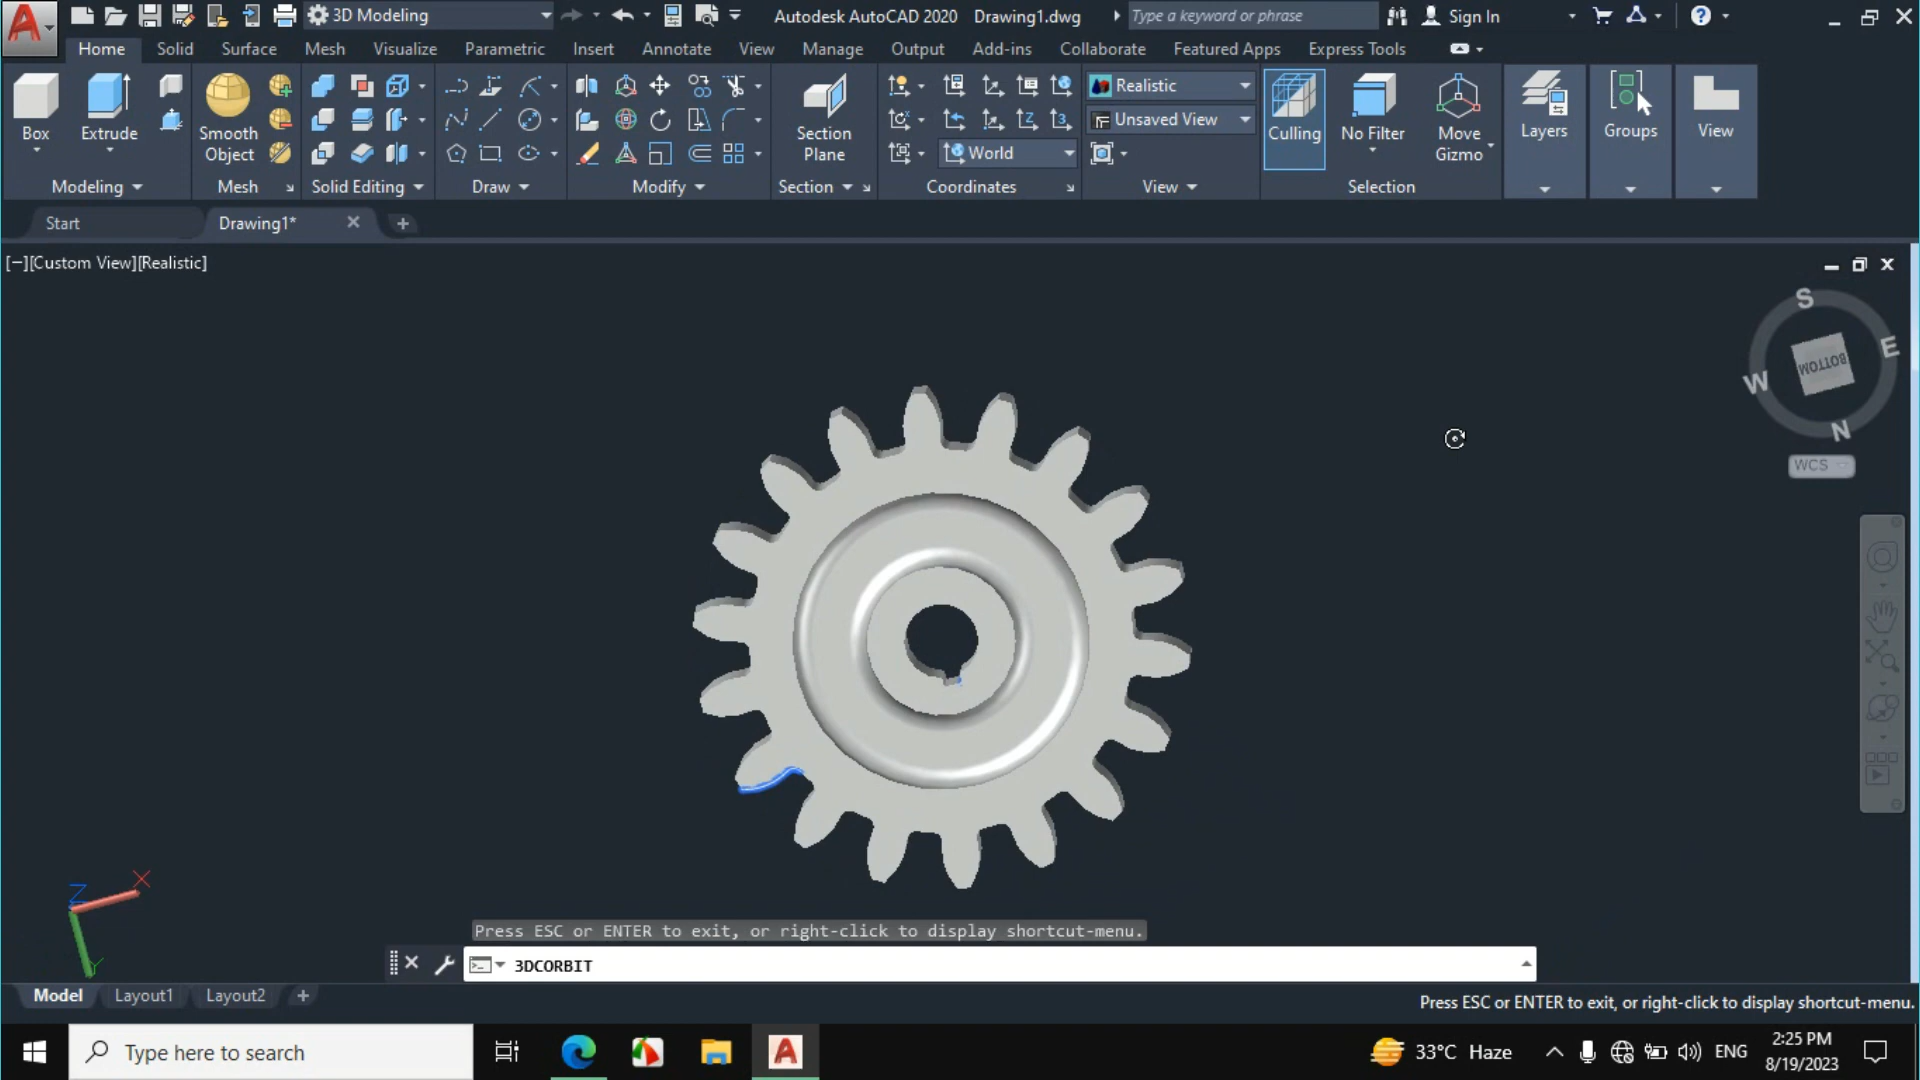 3D Modeling
Autodesk AutoCAD 2020 Drawing1.dwg
Type a keyword or phrase
Sign In
Home Solid Surface Mesh Visualize Parametric Insert Annotate View Manage Output Add-ins Collaborate Featured Apps Express Tools
Box
Extrude
Smooth
Object
Section
Plane
Realistic
Unsaved View
World
Culling
No Filter
Move
Gizmo
Layers
Groups
View
Modeling Mesh Solid Editing Draw Modify Section Coordinates View Selection
Start Drawing1*
[−][Custom View][Realistic]
S
E
W
N
BOTTOM
WCS
X
Z
Y
Press ESC or ENTER to exit, or right-click to display shortcut-menu.
3DCORBIT
Model Layout1 Layout2
Press ESC or ENTER to exit, or right-click to display shortcut-menu.
Type here to search
33°C Haze
ENG
2:25 PM
8/19/2023